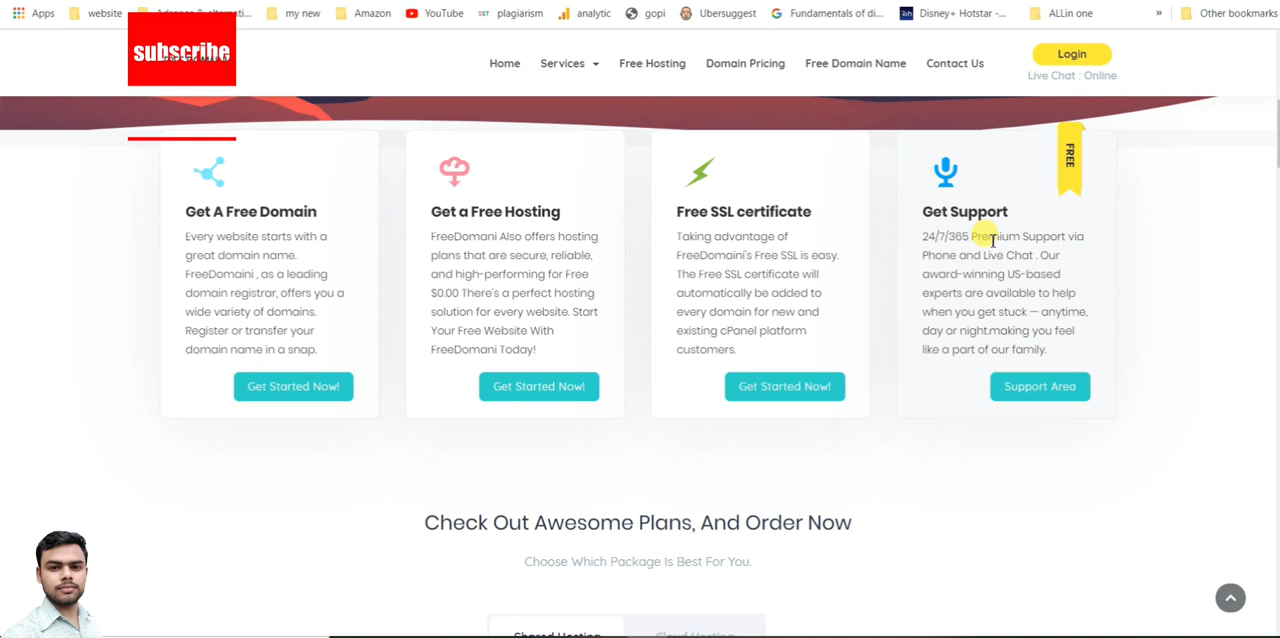 Apps website my new Amazon YouTube plagiarism analytic gopi Ubersuggest Fundamentals of di... Disney+ Hotstar -... ALLin one » Other bookmarks
subscribe
Home Services Free Hosting Domain Pricing Free Domain Name Contact Us
Login
Live Chat : Online
FREE
Get A Free Domain
Every website starts with a
great domain name.
FreeDomaini , as a leading
domain registrar, offers you a
wide variety of domains.
Register or transfer your
domain name in a snap.
Get Started Now!
Get a Free Hosting
FreeDomani Also offers hosting
plans that are secure, reliable,
and high-performing for Free
$0.00 There's a perfect hosting
solution for every website. Start
Your Free Website With
FreeDomani Today!
Get Started Now!
Free SSL certificate
Taking advantage of
FreeDomaini's Free SSL is easy.
The Free SSL certificate will
automatically be added to
every domain for new and
existing cPanel platform
customers.
Get Started Now!
Get Support
24/7/365 Premium Support via
Phone and Live Chat . Our
award-winning US-based
experts are available to help
when you get stuck — anytime,
day or night.making you feel
like a part of our family.
Support Area
Check Out Awesome Plans, And Order Now
Choose Which Package Is Best For You.
Shared Hosting Cloud Hosting